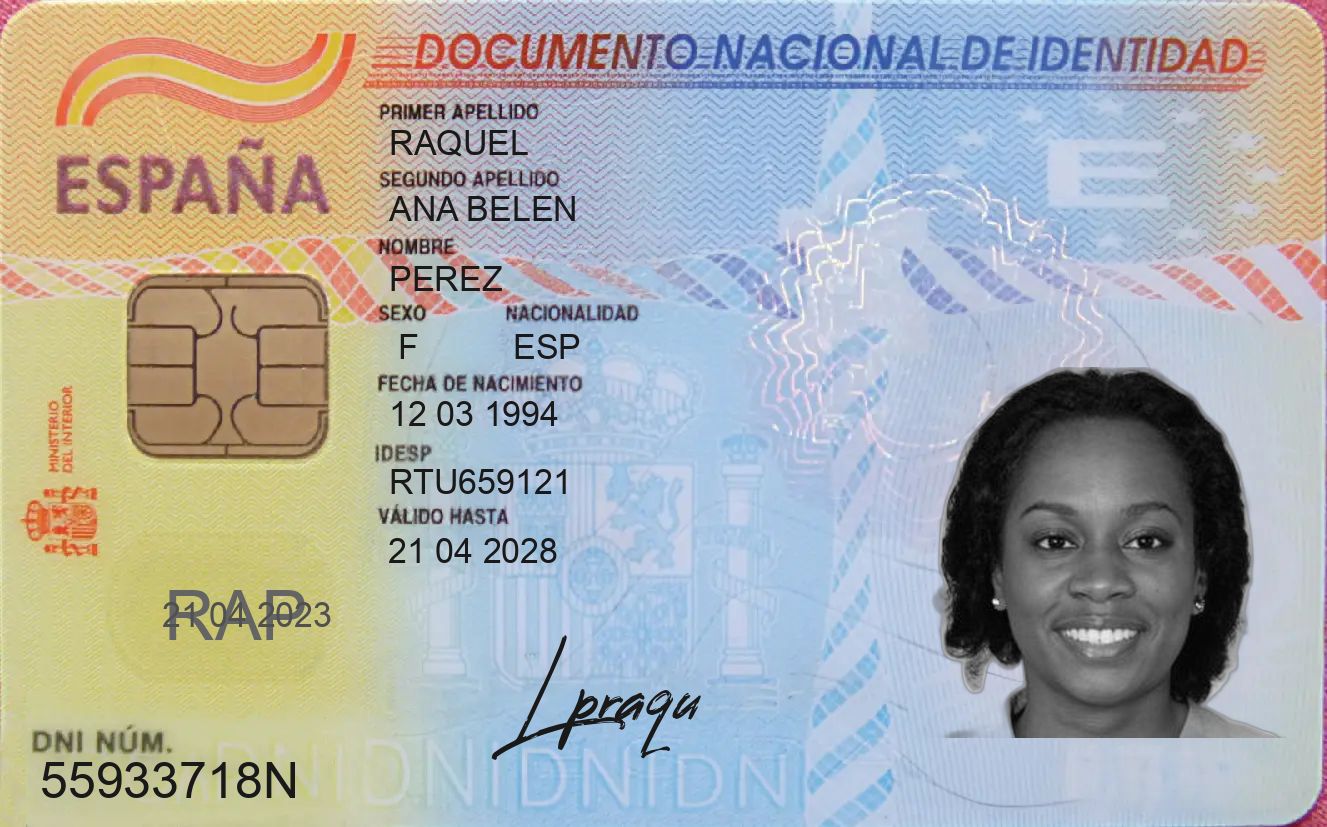 DOCUMENTO NACIONAL DE IDENTIDAD
ESPAÑA
PRIMER APELLIDO
RAQUEL
SEGUNDO APELLIDO
ANA BELEN
NOMBRE
PEREZ
SEXO NACIONALIDAD
F ESP
FECHA DE NACIMIENTO
12 03 1994
IDESP
RTU659121
VÁLIDO HASTA
21 04 2028
MINISTERIO
DEL INTERIOR
E
RAP
21 04 2023
Lpraqu
DNI NÚM.
55933718N
DNIDNIDNIDN